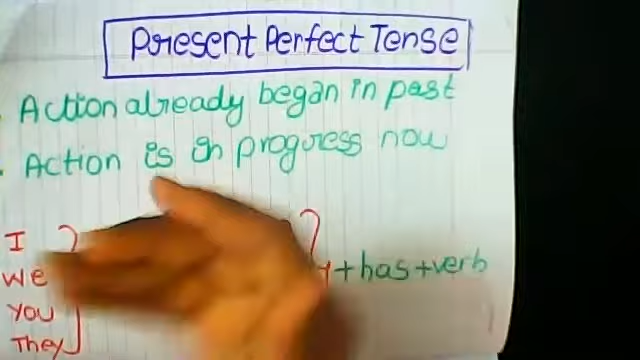 Present Perfect Tense
Action already began in past
Action is in progress now
I
We
You
They
+has+verb